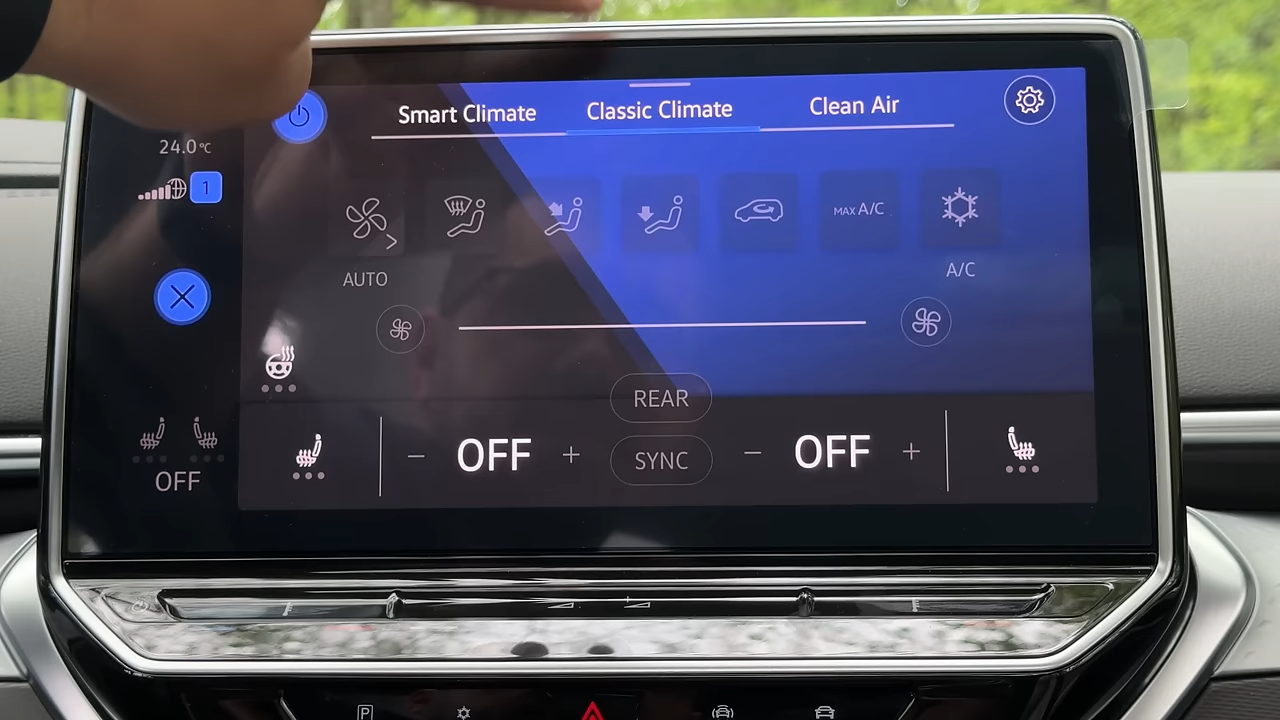 Smart Climate Classic Climate Clean Air
24.0°C
1
MAX A/C
AUTO
A/C
REAR
OFF
OFF
SYNC
OFF
P